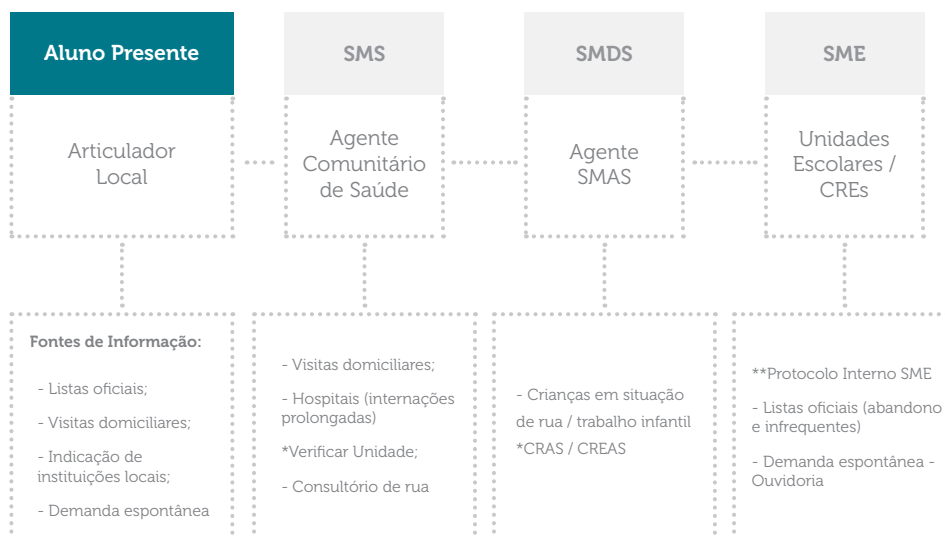 Aluno Presente
SMS
SMDS
SME
Articulador
Local
Agente
Comunitário
de Saúde
Agente
SMAS
Unidades
Escolares /
CREs
Fontes de Informação:
- Listas oficiais;
- Visitas domiciliares;
- Indicação de
instituições locais;
- Demanda espontânea
- Visitas domiciliares;
- Hospitais (internações
prolongadas)
*Verificar Unidade;
- Consultório de rua
- Crianças em situação
de rua / trabalho infantil
*CRAS / CREAS
**Protocolo Interno SME
- Listas oficiais (abandono
e infrequentes)
- Demanda espontânea -
Ouvidoria